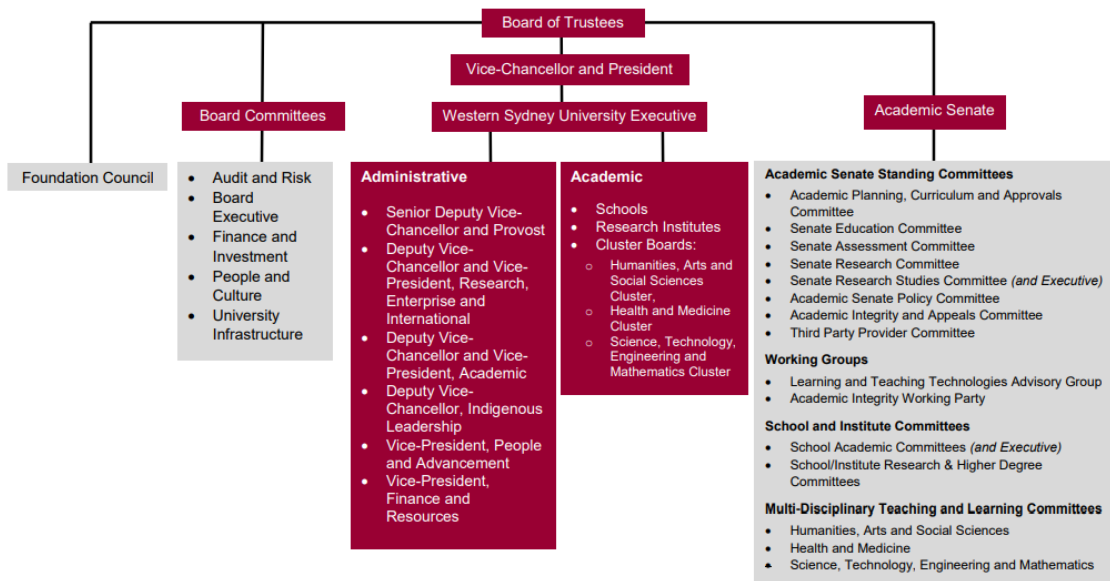 Board of Trustees
Vice-Chancellor and President
Board Committees
Western Sydney University Executive
Academic Senate
Foundation Council
Audit and Risk
Board
Executive
Finance and
Investment
People and
Culture
University
Infrastructure
Administrative
Senior Deputy Vice-
Chancellor and Provost
Deputy Vice-
Chancellor and Vice-
President, Research,
Enterprise and
International
Deputy Vice-
Chancellor and Vice-
President, Academic
Deputy Vice-
Chancellor, Indigenous
Leadership
Vice-President, People
and Advancement
Vice-President,
Finance and
Resources
Academic
Schools
Research Institutes
Cluster Boards:
Humanities, Arts and
Social Sciences
Cluster,
Health and Medicine
Cluster
Science, Technology,
Engineering and
Mathematics Cluster
Academic Senate Standing Committees
Academic Planning, Curriculum and Approvals
Committee
Senate Education Committee
Senate Assessment Committee
Senate Research Committee
Senate Research Studies Committee (and Executive)
Academic Senate Policy Committee
Academic Integrity and Appeals Committee
Third Party Provider Committee
Working Groups
Learning and Teaching Technologies Advisory Group
Academic Integrity Working Party
School and Institute Committees
School Academic Committees (and Executive)
School/Institute Research & Higher Degree
Committees
Multi-Disciplinary Teaching and Learning Committees
Humanities, Arts and Social Sciences
Health and Medicine
Science, Technology, Engineering and Mathematics